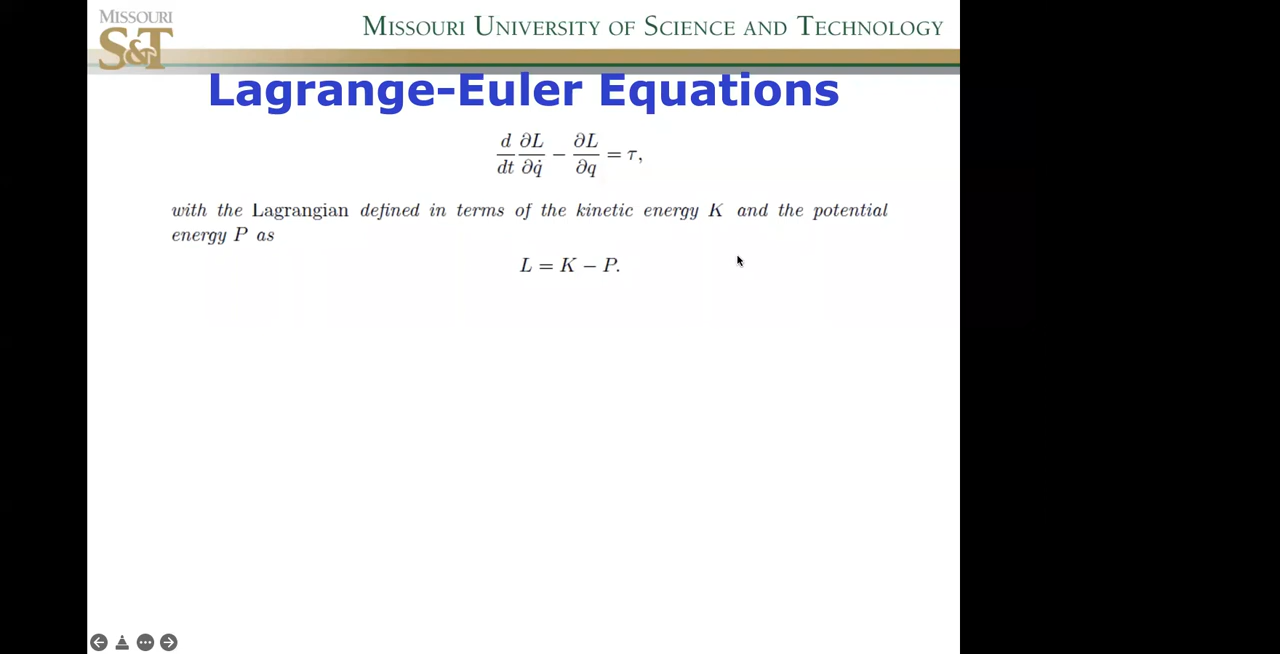 MISSOURI
S&T
MISSOURI UNIVERSITY OF SCIENCE AND TECHNOLOGY
Lagrange-Euler Equations
d/dt ∂L/∂q̇ − ∂L/∂q = τ,
with the Lagrangian defined in terms of the kinetic energy K and the potential
energy P as
L = K − P.